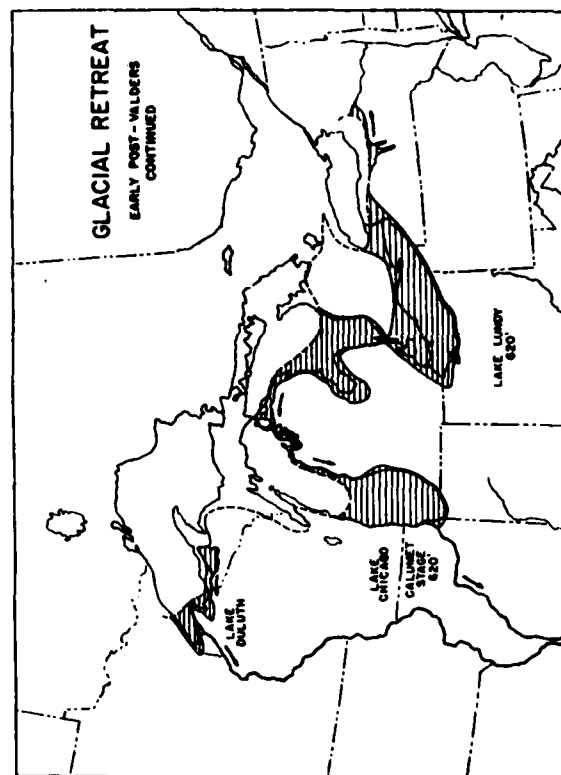 GLACIAL RETREAT
EARLY POST-VALDERS
CONTINUED
LAKE
DULUTH
LAKE
CHICAGO
CALUMET
STAGE
620'
LAKE LUNDY
620'